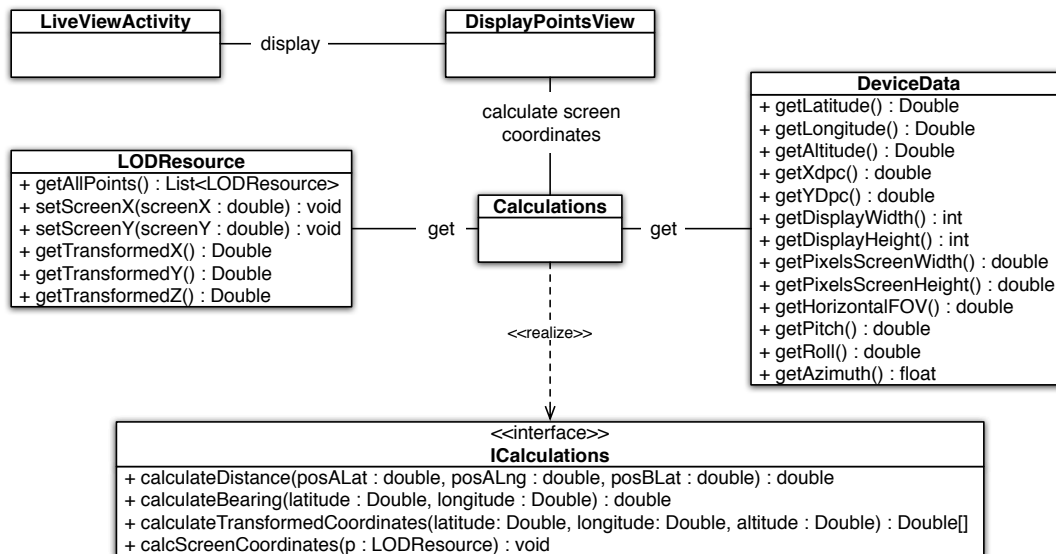 LiveViewActivity
display
DisplayPointsView
calculate screen
coordinates
LODResource
+ getAllPoints() : List<LODResource>
+ setScreenX(screenX : double) : void
+ setScreenY(screenY : double) : void
+ getTransformedX() : Double
+ getTransformedY() : Double
+ getTransformedZ() : Double
get
Calculations
get
DeviceData
+ getLatitude() : Double
+ getLongitude() : Double
+ getAltitude() : Double
+ getXdpc() : double
+ getYDpc() : double
+ getDisplayWidth() : int
+ getDisplayHeight() : int
+ getPixelsScreenWidth() : double
+ getPixelsScreenHeight() : double
+ getHorizontalFOV() : double
+ getPitch() : double
+ getRoll() : double
+ getAzimuth() : float
<<realize>>
<<interface>>
ICalculations
+ calculateDistance(posALat : double, posALng : double, posBLat : double) : double
+ calculateBearing(latitude : Double, longitude : Double) : double
+ calculateTransformedCoordinates(latitude: Double, longitude: Double, altitude : Double) : Double[]
+ calcScreenCoordinates(p : LODResource) : void